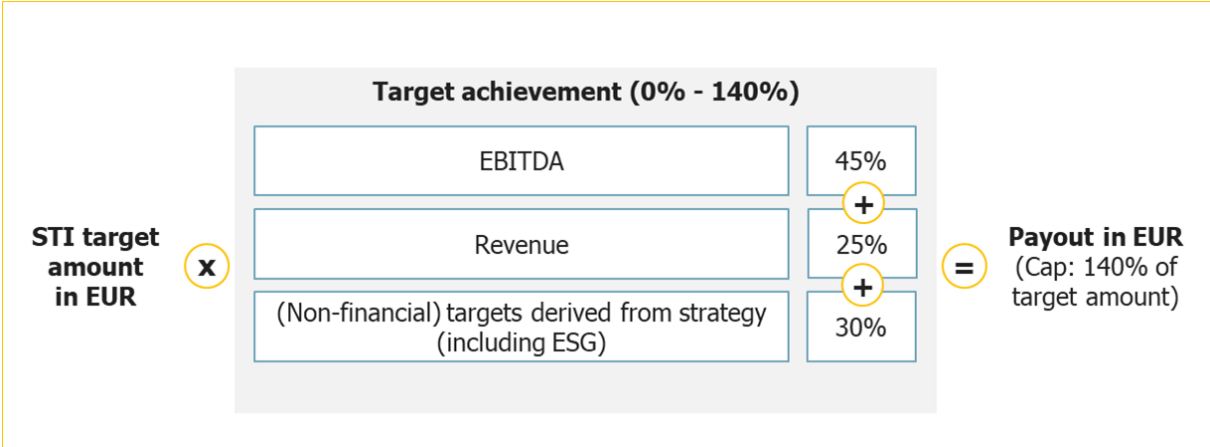 Target achievement (0% - 140%)
EBITDA
45%
+
STI target
amount
in EUR
x
Revenue
25%
=
Payout in EUR
(Cap: 140% of
target amount)
+
(Non-financial) targets derived from strategy
(including ESG)
30%